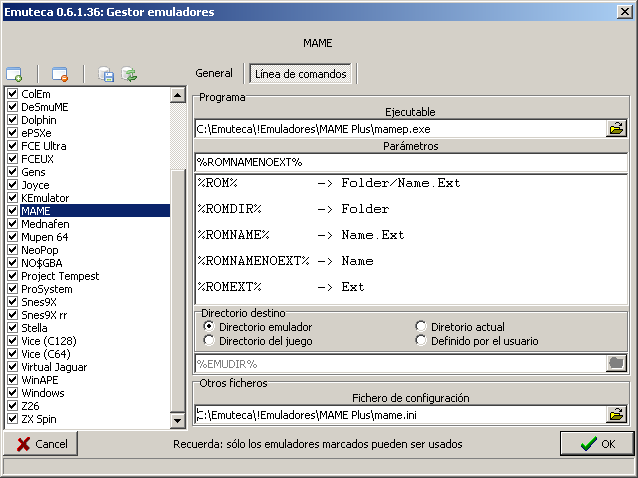 Emuteca 0.6.1.36: Gestor emuladores
MAME
General
Línea de comandos
ColEm
DeSmuME
Dolphin
ePSXe
FCE Ultra
FCEUX
Gens
Joyce
KEmulator
MAME
Mednafen
Mupen 64
NeoPop
NO$GBA
Project Tempest
ProSystem
Snes9X
Snes9X rr
Stella
Vice (C128)
Vice (C64)
Virtual Jaguar
WinAPE
Windows
Z26
ZX Spin
Programa
Ejecutable
C:\Emuteca\!Emuladores\MAME Plus\mamep.exe
Parámetros
%ROMNAMENOEXT%
%ROM% -> Folder/Name.Ext
%ROMDIR% -> Folder
%ROMNAME% -> Name.Ext
%ROMNAMENOEXT% -> Name
%ROMEXT% -> Ext
Directorio destino
Directorio emulador
Diretorio actual
Directorio del juego
Definido por el usuario
%EMUDIR%
Otros ficheros
Fichero de configuración
C:\Emuteca\!Emuladores\MAME Plus\mame.ini
Cancel
Recuerda: sólo los emuladores marcados pueden ser usados
OK